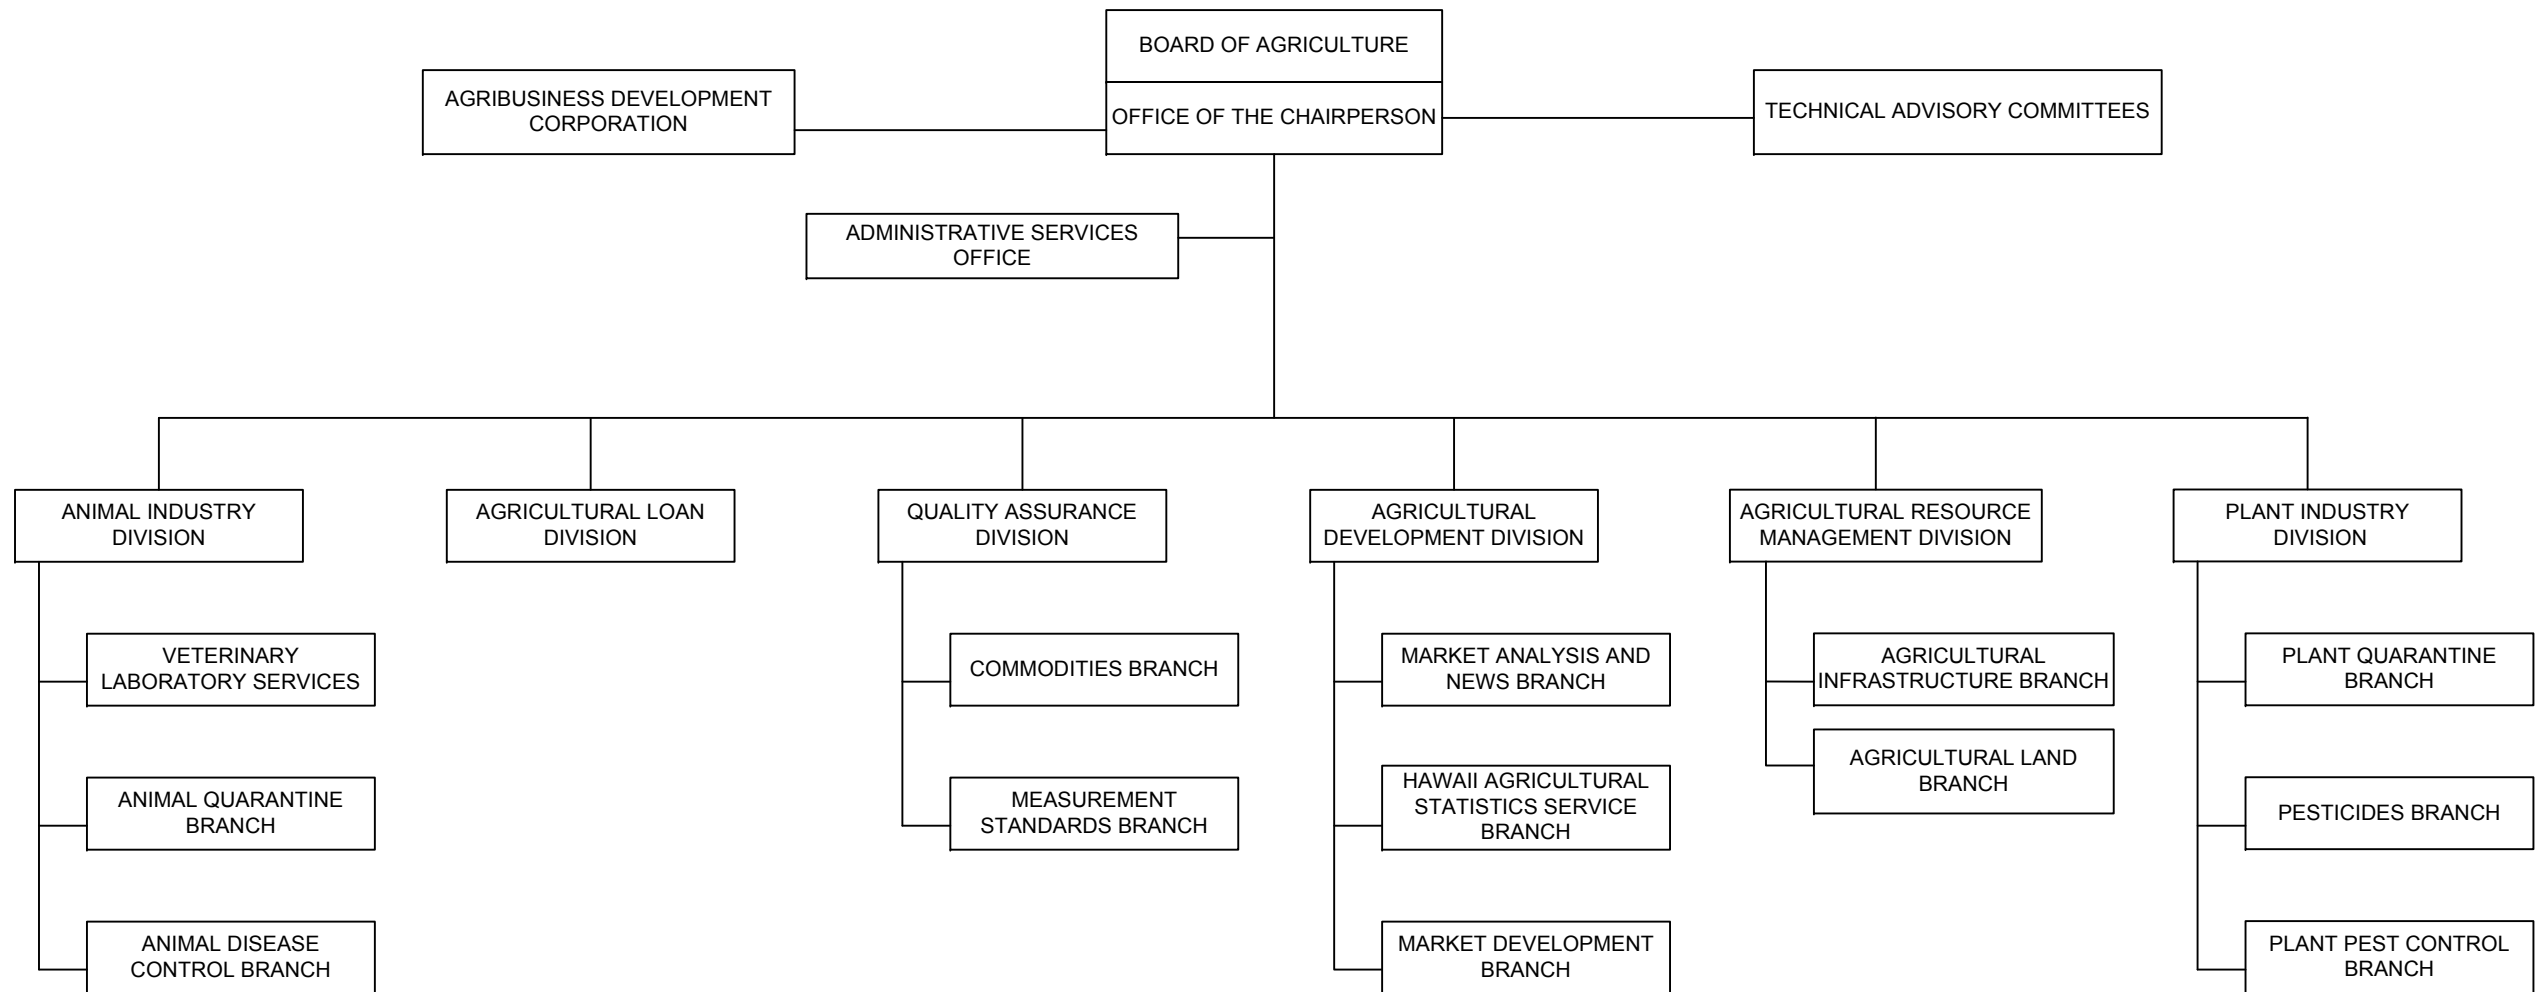 BOARD OF AGRICULTURE
OFFICE OF THE CHAIRPERSON
AGRIBUSINESS DEVELOPMENT
CORPORATION
TECHNICAL ADVISORY COMMITTEES
ADMINISTRATIVE SERVICES
OFFICE
ANIMAL INDUSTRY
DIVISION
AGRICULTURAL LOAN
DIVISION
QUALITY ASSURANCE
DIVISION
AGRICULTURAL
DEVELOPMENT DIVISION
AGRICULTURAL RESOURCE
MANAGEMENT DIVISION
PLANT INDUSTRY
DIVISION
VETERINARY
LABORATORY SERVICES
ANIMAL QUARANTINE
BRANCH
ANIMAL DISEASE
CONTROL BRANCH
COMMODITIES BRANCH
MEASUREMENT
STANDARDS BRANCH
MARKET ANALYSIS AND
NEWS BRANCH
HAWAII AGRICULTURAL
STATISTICS SERVICE
BRANCH
MARKET DEVELOPMENT
BRANCH
AGRICULTURAL
INFRASTRUCTURE BRANCH
AGRICULTURAL LAND
BRANCH
PLANT QUARANTINE
BRANCH
PESTICIDES BRANCH
PLANT PEST CONTROL
BRANCH